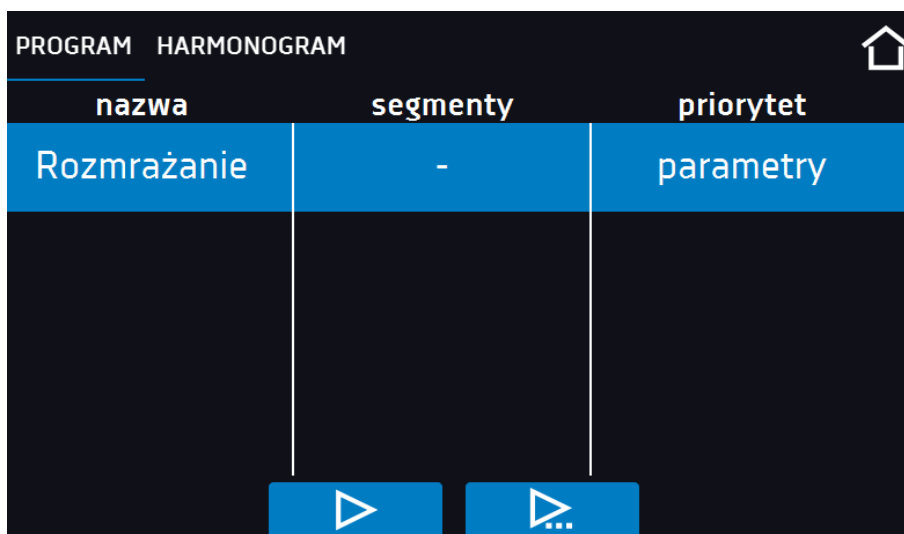 PROGRAM HARMONOGRAM
nazwa segmenty priorytet
Rozmrażanie - parametry